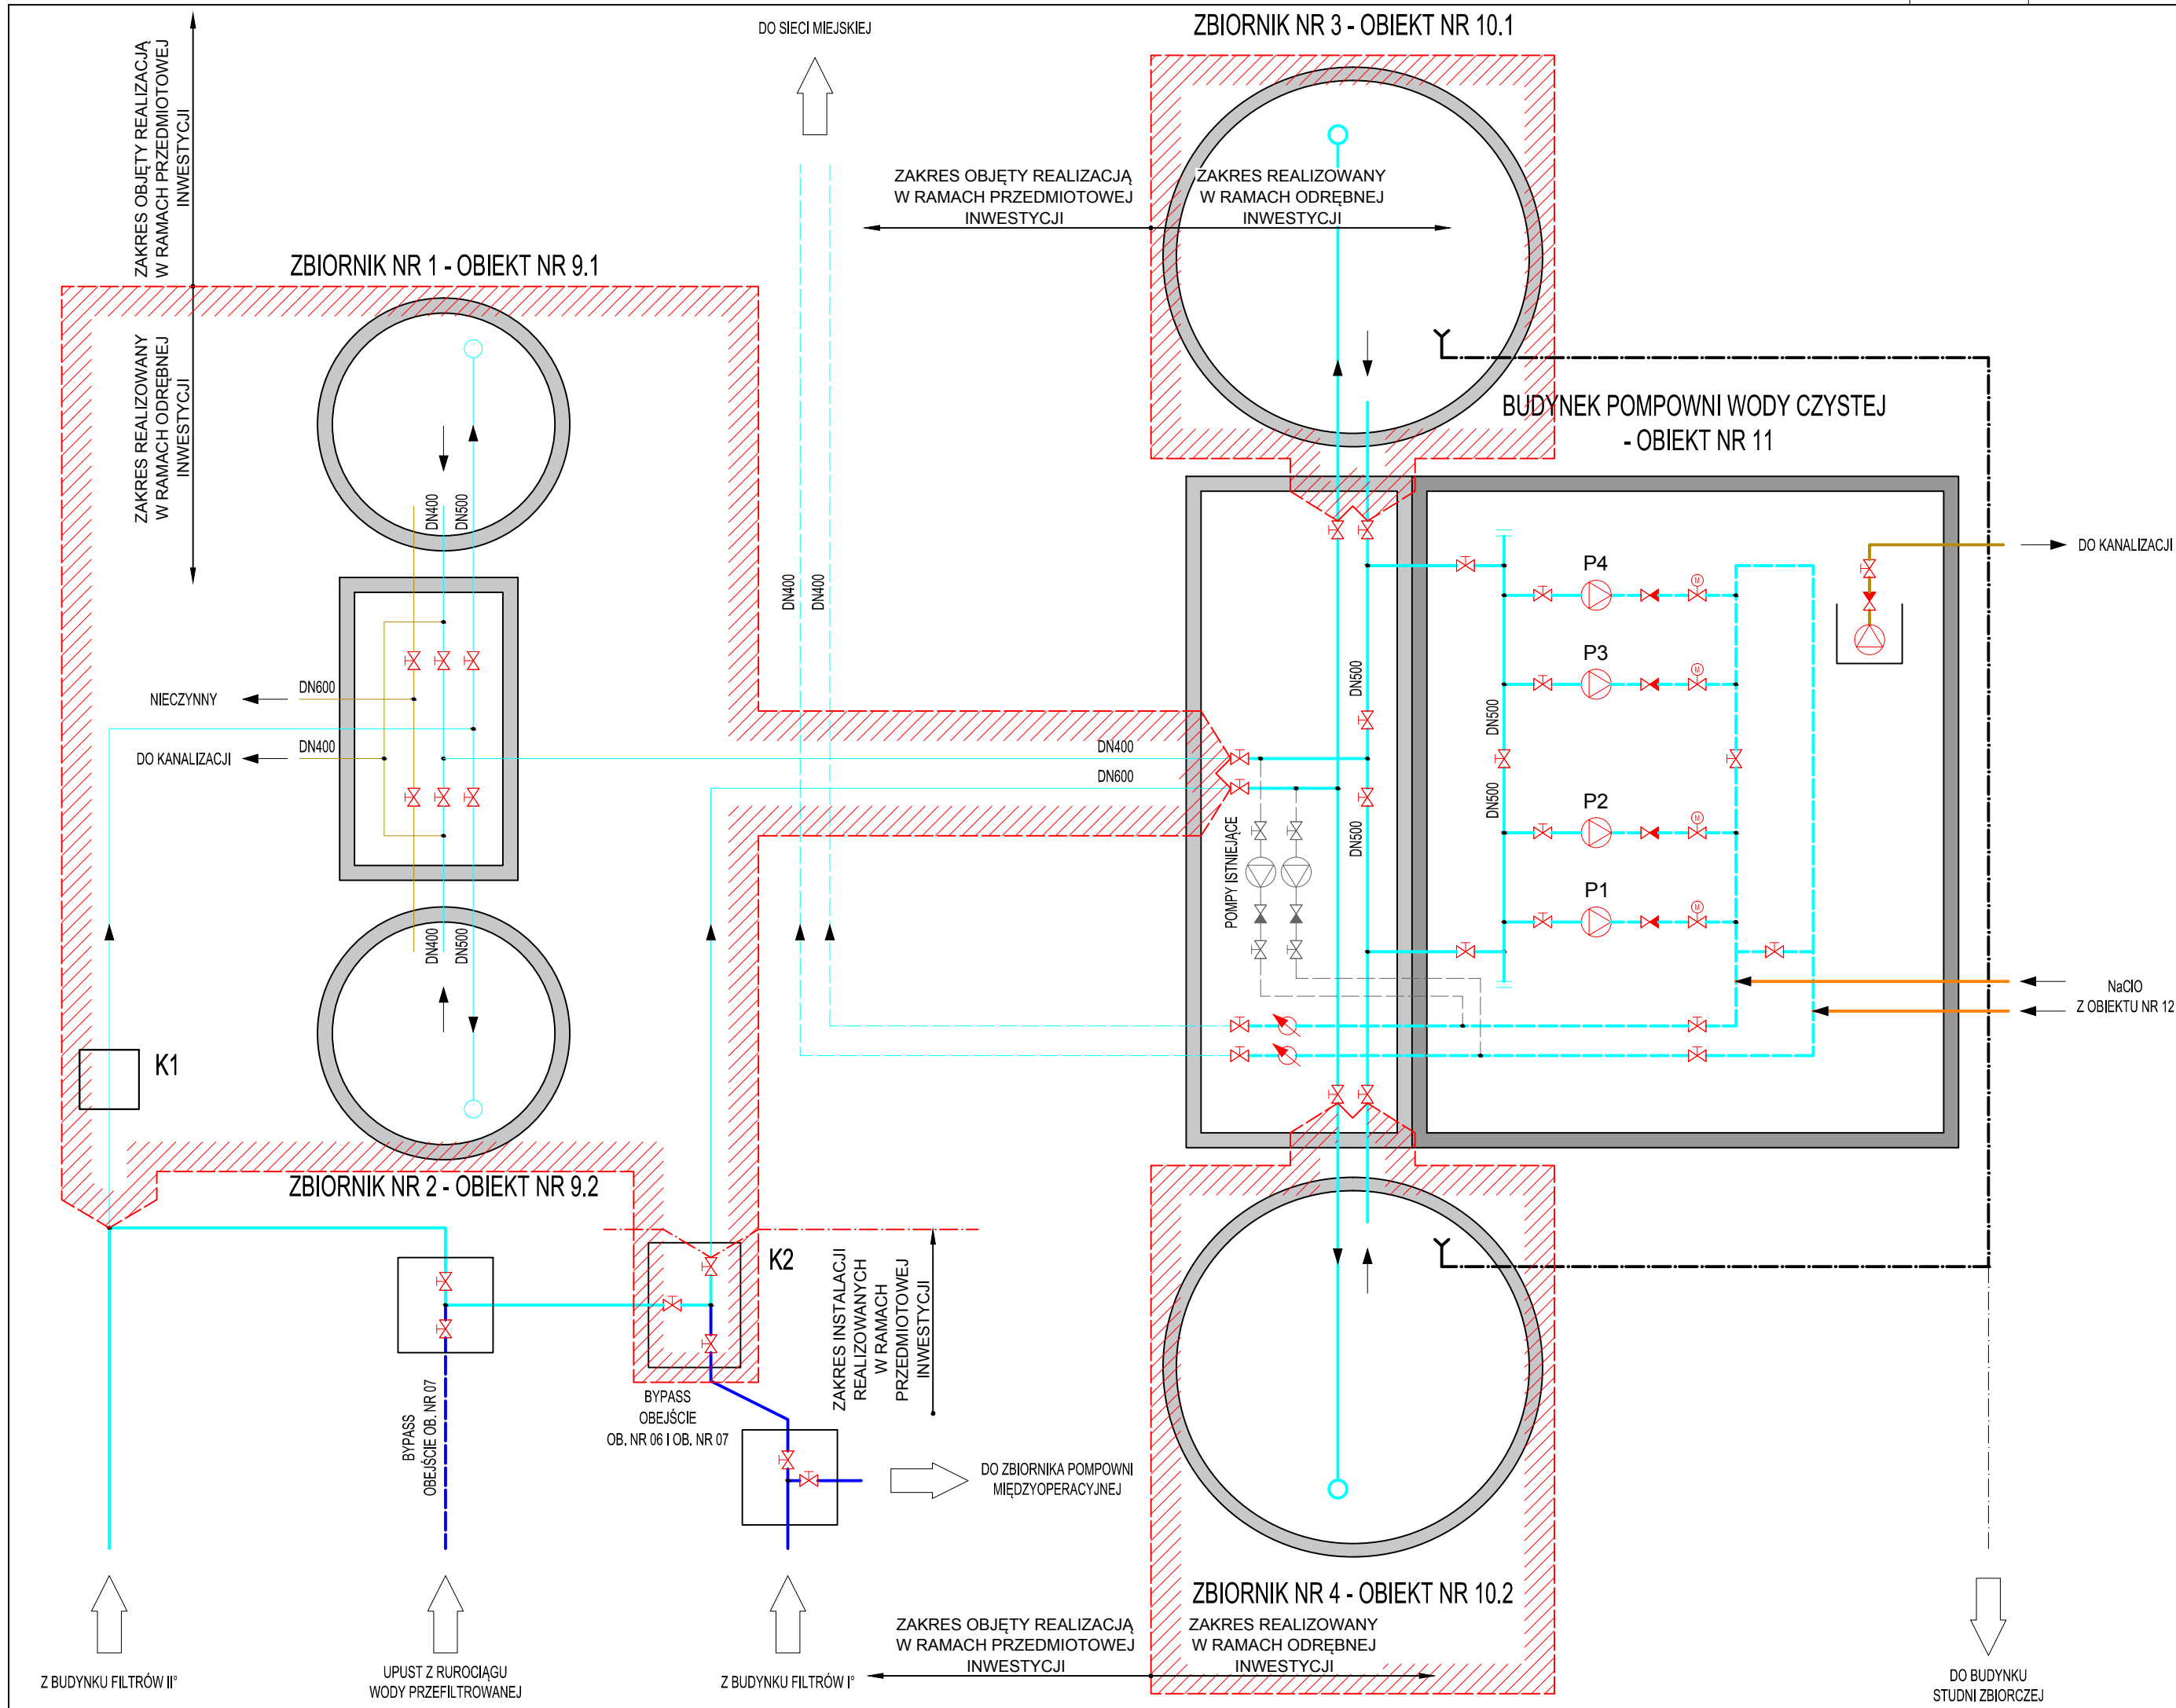 DO SIECI MIEJSKIEJ
ZBIORNIK NR 3 - OBIEKT NR 10.1
ZAKRES OBJĘTY REALIZACJĄ
W RAMACH PRZEDMIOTOWEJ
INWESTYCJI
ZAKRES REALIZOWANY
W RAMACH ODRĘBNEJ
INWESTYCJI
ZAKRES OBJĘTY REALIZACJĄ
W RAMACH PRZEDMIOTOWEJ
INWESTYCJI
ZAKRES REALIZOWANY
W RAMACH ODRĘBNEJ
INWESTYCJI
ZBIORNIK NR 1 - OBIEKT NR 9.1
BUDYNEK POMPOWNI WODY CZYSTEJ
- OBIEKT NR 11
DN400
DN500
DN400
DN400
DO KANALIZACJI
P4
M
P3
M
P2
M
P1
M
DN500
DN500
DN500
DN500
NIECZYNNY
DN600
DO KANALIZACJI
DN400
DN400
DN600
POMPY ISTNIEJĄCE
DN400
DN500
NaClO
Z OBIEKTU NR 12
K1
ZBIORNIK NR 2 - OBIEKT NR 9.2
K2
ZAKRES INSTALACJI
REALIZOWANYCH
W RAMACH
PRZEDMIOTOWEJ
INWESTYCJI
BYPASS
OBEJŚCIE OB. NR 07
BYPASS
OBEJŚCIE
OB. NR 06 I OB. NR 07
DO ZBIORNIKA POMPOWNI
MIĘDZYOPERACYJNEJ
ZBIORNIK NR 4 - OBIEKT NR 10.2
ZAKRES OBJĘTY REALIZACJĄ
W RAMACH PRZEDMIOTOWEJ
INWESTYCJI
ZAKRES REALIZOWANY
W RAMACH ODRĘBNEJ
INWESTYCJI
Z BUDYNKU FILTRÓW II°
UPUST Z RUROCIĄGU
WODY PRZEFILTROWANEJ
Z BUDYNKU FILTRÓW I°
DO BUDYNKU
STUDNI ZBIORCZEJ